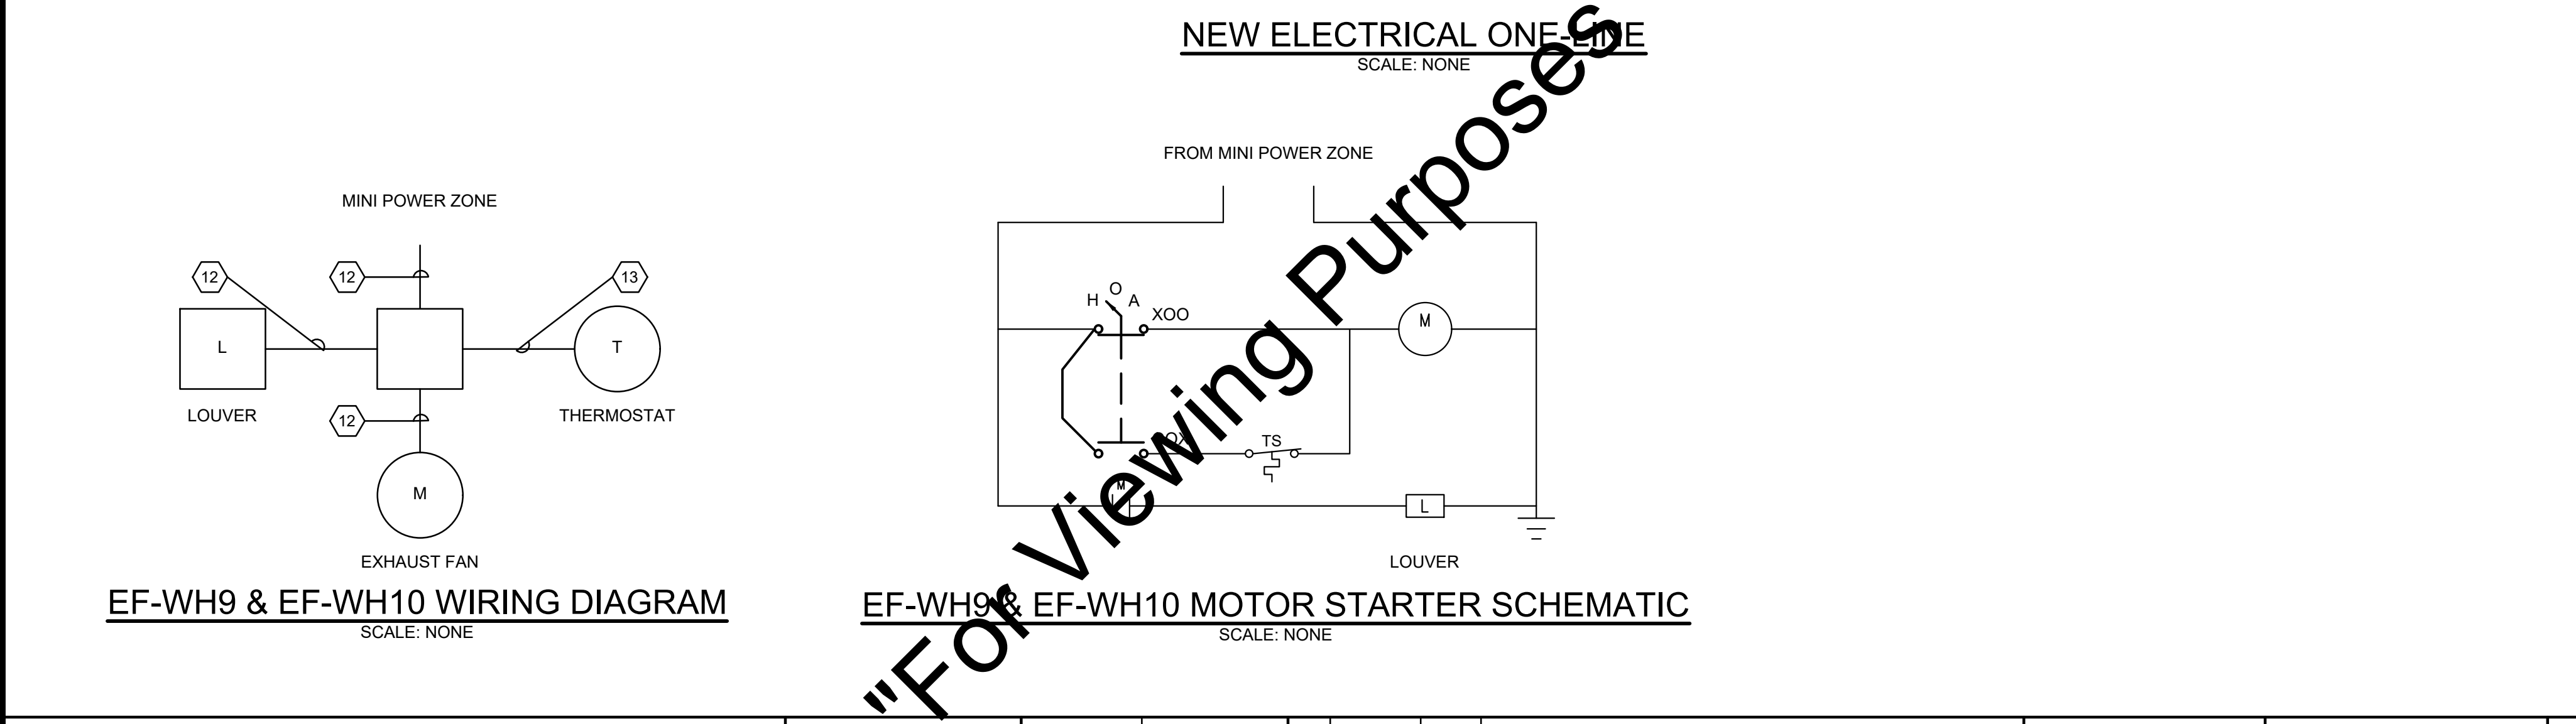 NEW ELECTRICAL ONE-LINE
SCALE: NONE
FROM MINI POWER ZONE
MINI POWER ZONE
12
12
13
H
O
A
XOO
M
L
T
LOUVER
THERMOSTAT
12
TS
M
M
L
EXHAUST FAN
LOUVER
EF-WH9 & EF-WH10 WIRING DIAGRAM
SCALE: NONE
EF-WH9 & EF-WH10 MOTOR STARTER SCHEMATIC
SCALE: NONE
"For Viewing Purposes